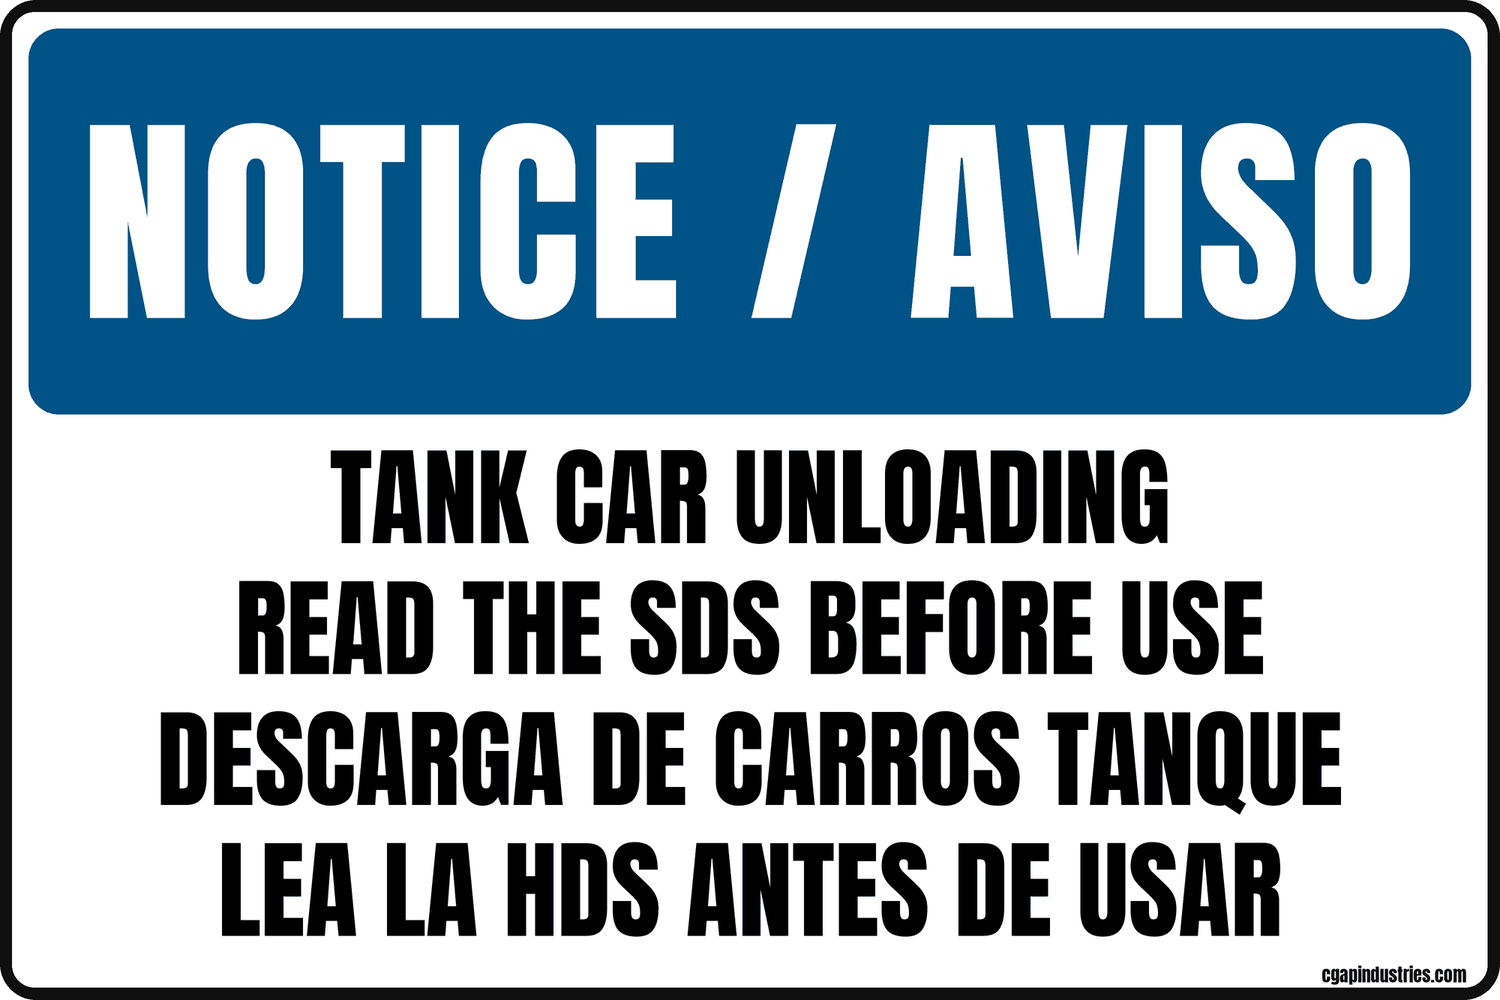 NOTICE / AVISO
TANK CAR UNLOADING
READ THE SDS BEFORE USE
DESCARGA DE CARROS TANQUE
LEA LA HDS ANTES DE USAR
cgapindustries.com